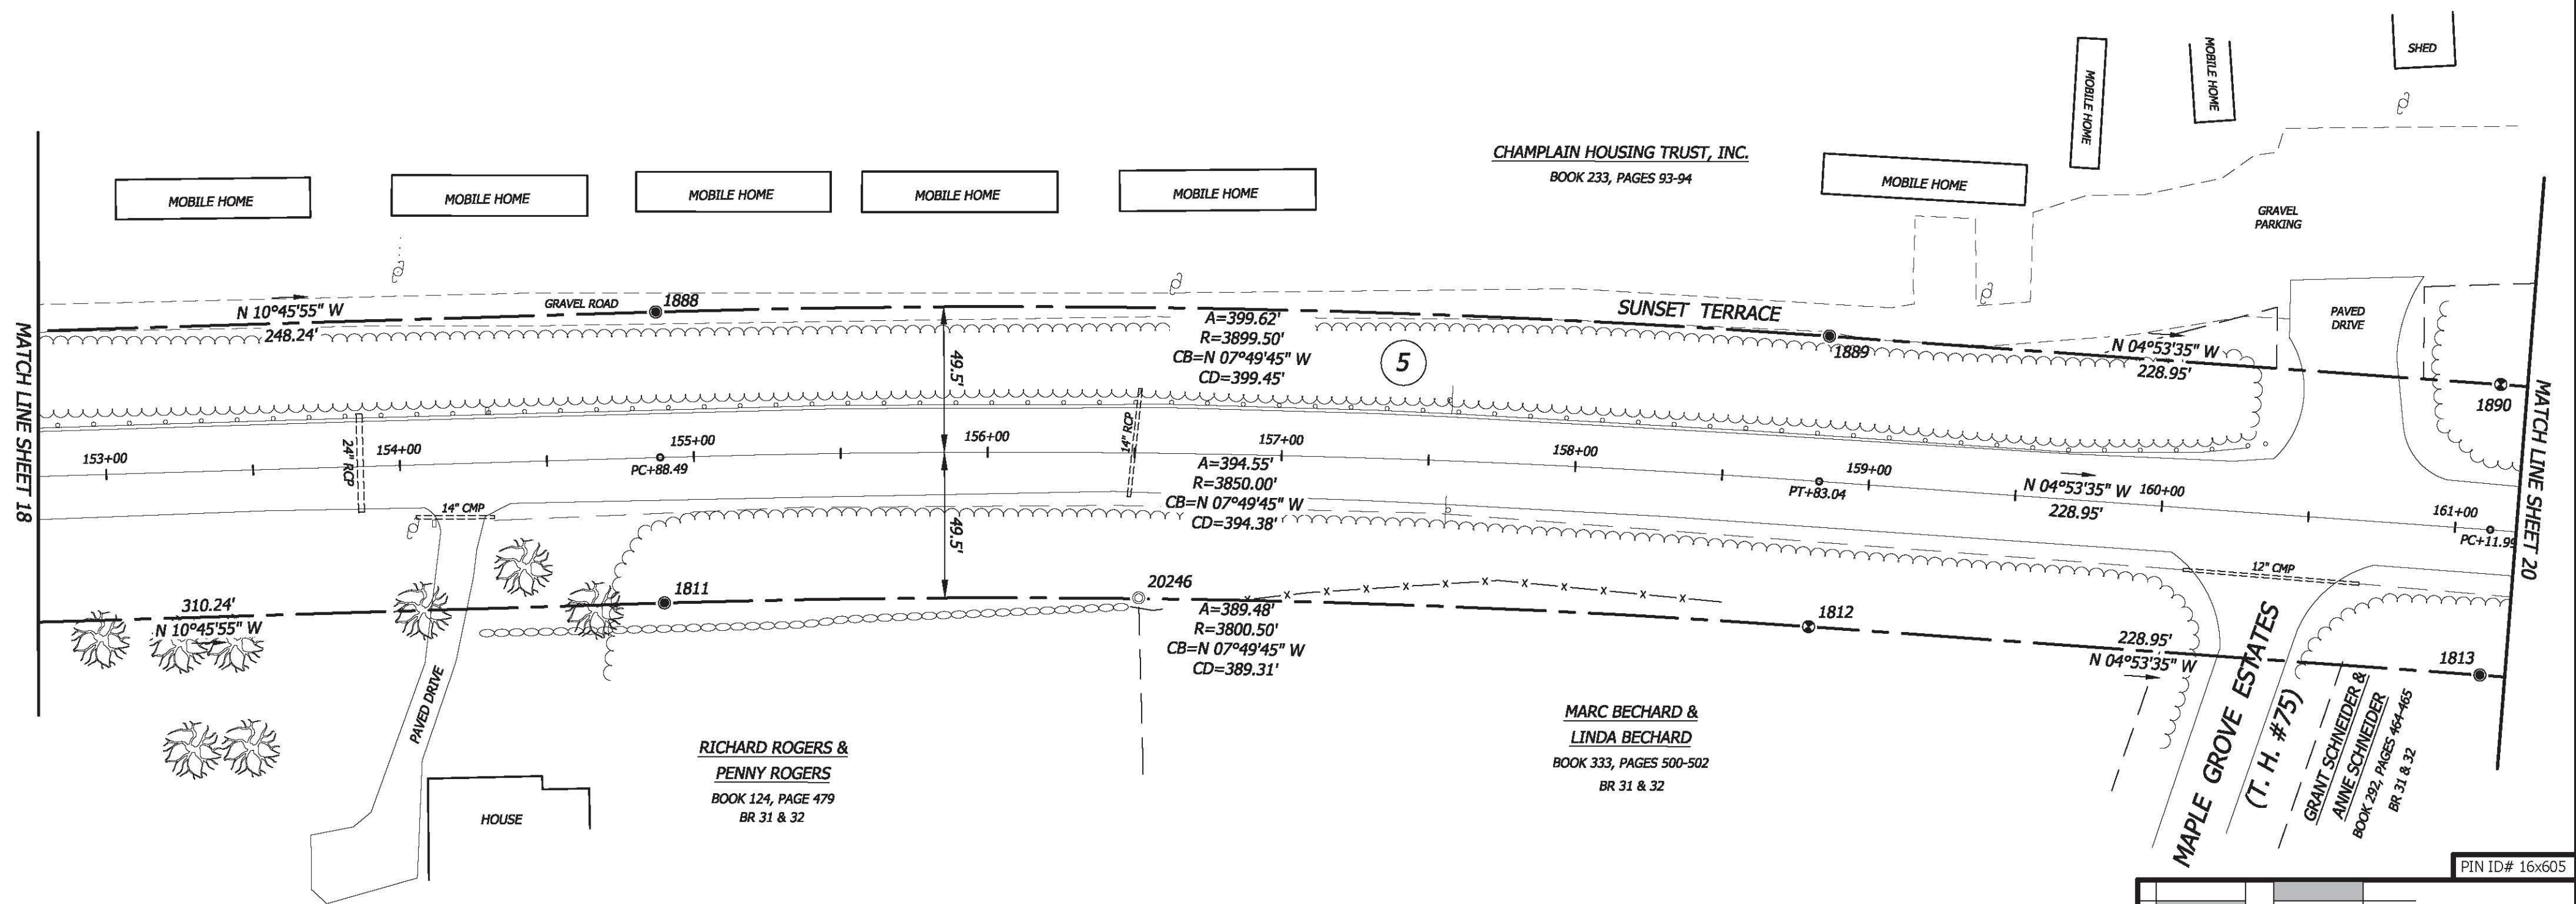 SHED
MOBILE HOME
MOBILE HOME
CHAMPLAIN HOUSING TRUST, INC.
BOOK 233, PAGES 93-94
MOBILE HOME
MOBILE HOME
MOBILE HOME
MOBILE HOME
MOBILE HOME
MOBILE HOME
GRAVEL
PARKING
N 10°45'55" W
248.24'
GRAVEL ROAD
1888
A=399.62'
R=3899.50'
CB=N 07°49'45" W
CD=399.45'
5
SUNSET TERRACE
1889
N 04°53'35" W
228.95'
PAVED
DRIVE
1890
MATCH LINE SHEET 18
MATCH LINE SHEET 20
49.5'
24" RCP
14" RCP
153+00
154+00
PC+88.49
155+00
156+00
157+00
158+00
PT+83.04
159+00
N 04°53'35" W
228.95'
160+00
161+00
PC+11.99
A=394.55'
R=3850.00'
CB=N 07°49'45" W
CD=394.38'
14" CMP
49.5'
12" CMP
310.24'
N 10°45'55" W
1811
20246
A=389.48'
R=3800.50'
CB=N 07°49'45" W
CD=389.31'
1812
228.95'
N 04°53'35" W
1813
PAVED DRIVE
HOUSE
RICHARD ROGERS &
PENNY ROGERS
BOOK 124, PAGE 479
BR 31 & 32
MARC BECHARD &
LINDA BECHARD
BOOK 333, PAGES 500-502
BR 31 & 32
MAPLE GROVE ESTATES
(T. H. #75)
GRANT SCHNEIDER &
ANNE SCHNEIDER
BOOK 292, PAGES 464-465
BR 31 & 32
PIN ID# 16x605